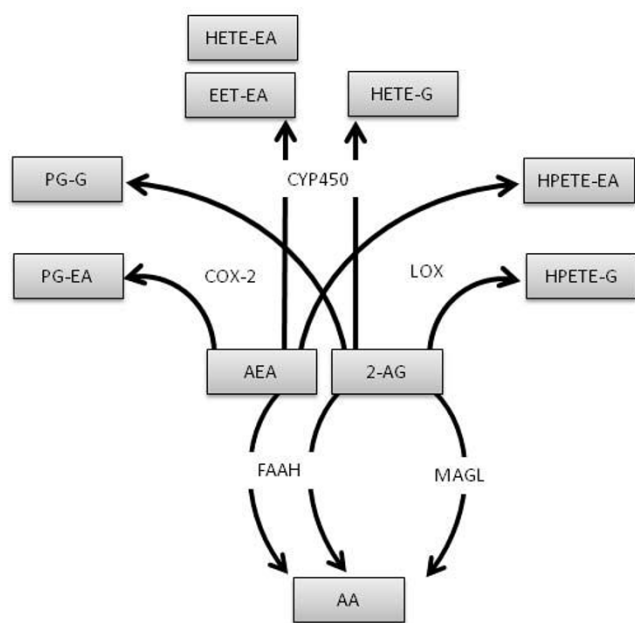 HETE-EA
EET-EA
HETE-G
CYP450
PG-G
HPETE-EA
PG-EA
COX-2
LOX
HPETE-G
AEA
2-AG
FAAH
MAGL
AA